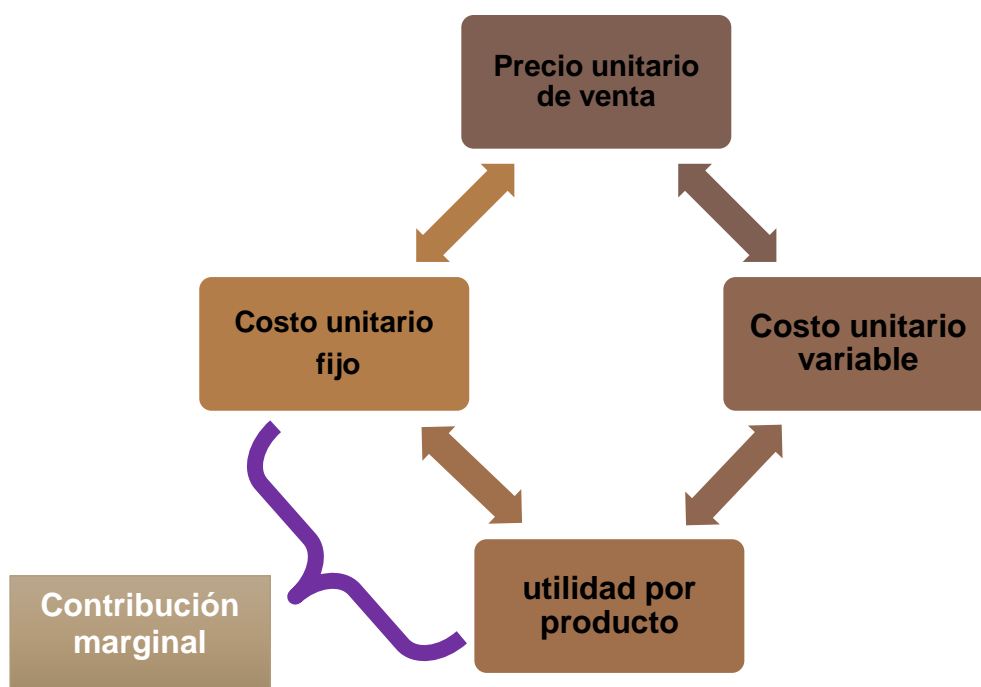 Precio unitario
de venta
Costo unitario
fijo
Costo unitario
variable
utilidad por
producto
Contribución
marginal